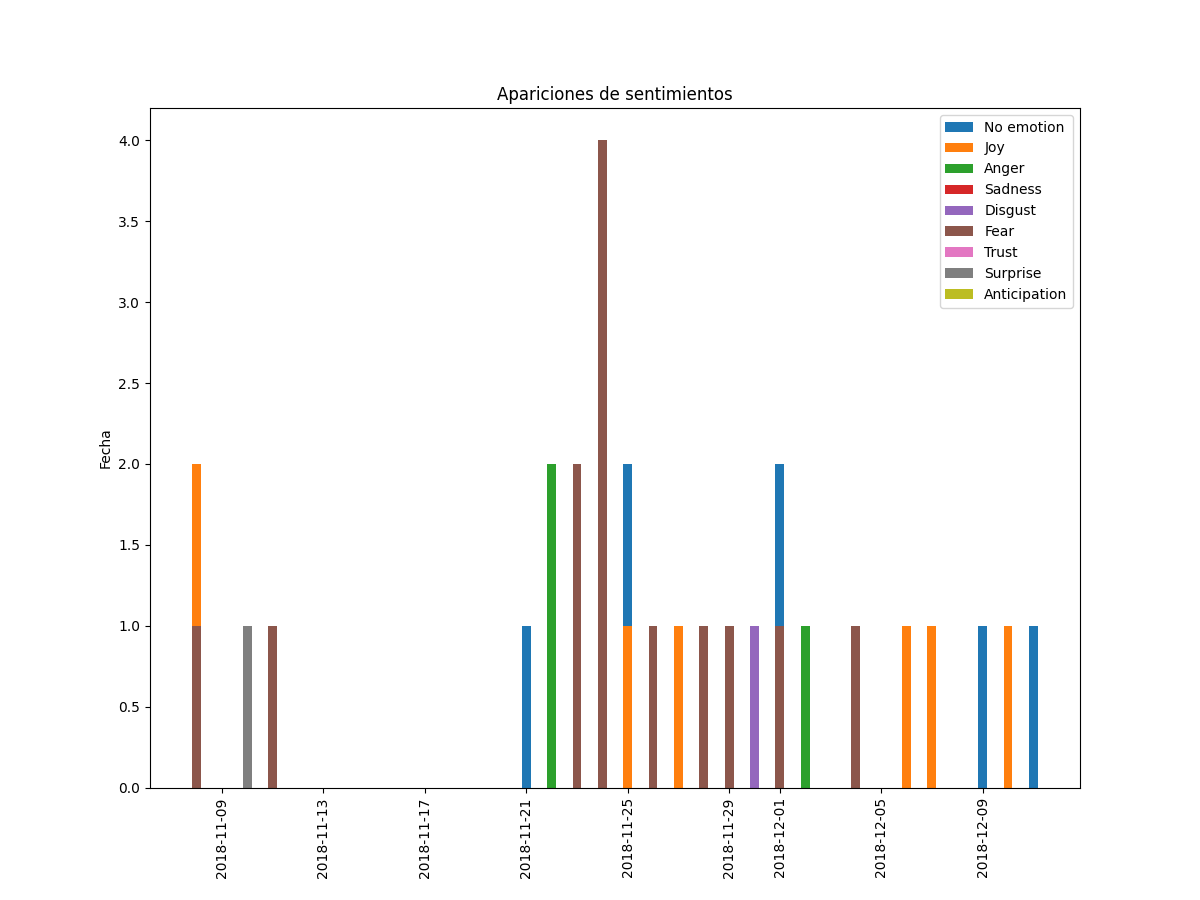 Apariciones de sentimientos
No emotion
Joy
Anger
Sadness
Disgust
Fear
Trust
Surprise
Anticipation
Fecha
4.0
3.5
3.0
2.5
2.0
1.5
1.0
0.5
0.0
2018-11-09
2018-11-13
2018-11-17
2018-11-21
2018-11-25
2018-11-29
2018-12-01
2018-12-05
2018-12-09